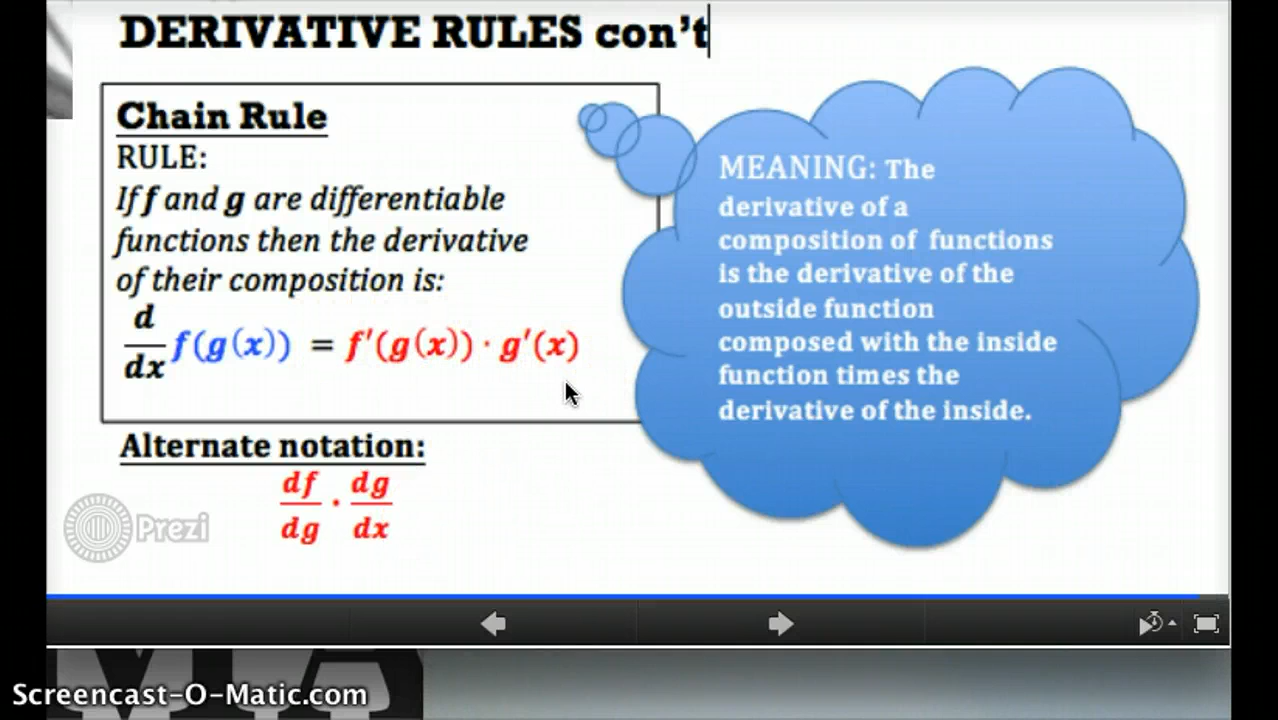 DERIVATIVE RULES con't
Chain Rule
RULE:
If f and g are differentiable
functions then the derivative
of their composition is:
d/dx f(g(x)) = f'(g(x)) · g'(x)
Alternate notation:
df/dg · dg/dx
MEANING: The
derivative of a
composition of functions
is the derivative of the
outside function
composed with the inside
function times the
derivative of the inside.
Prezi
Screencast-O-Matic.com